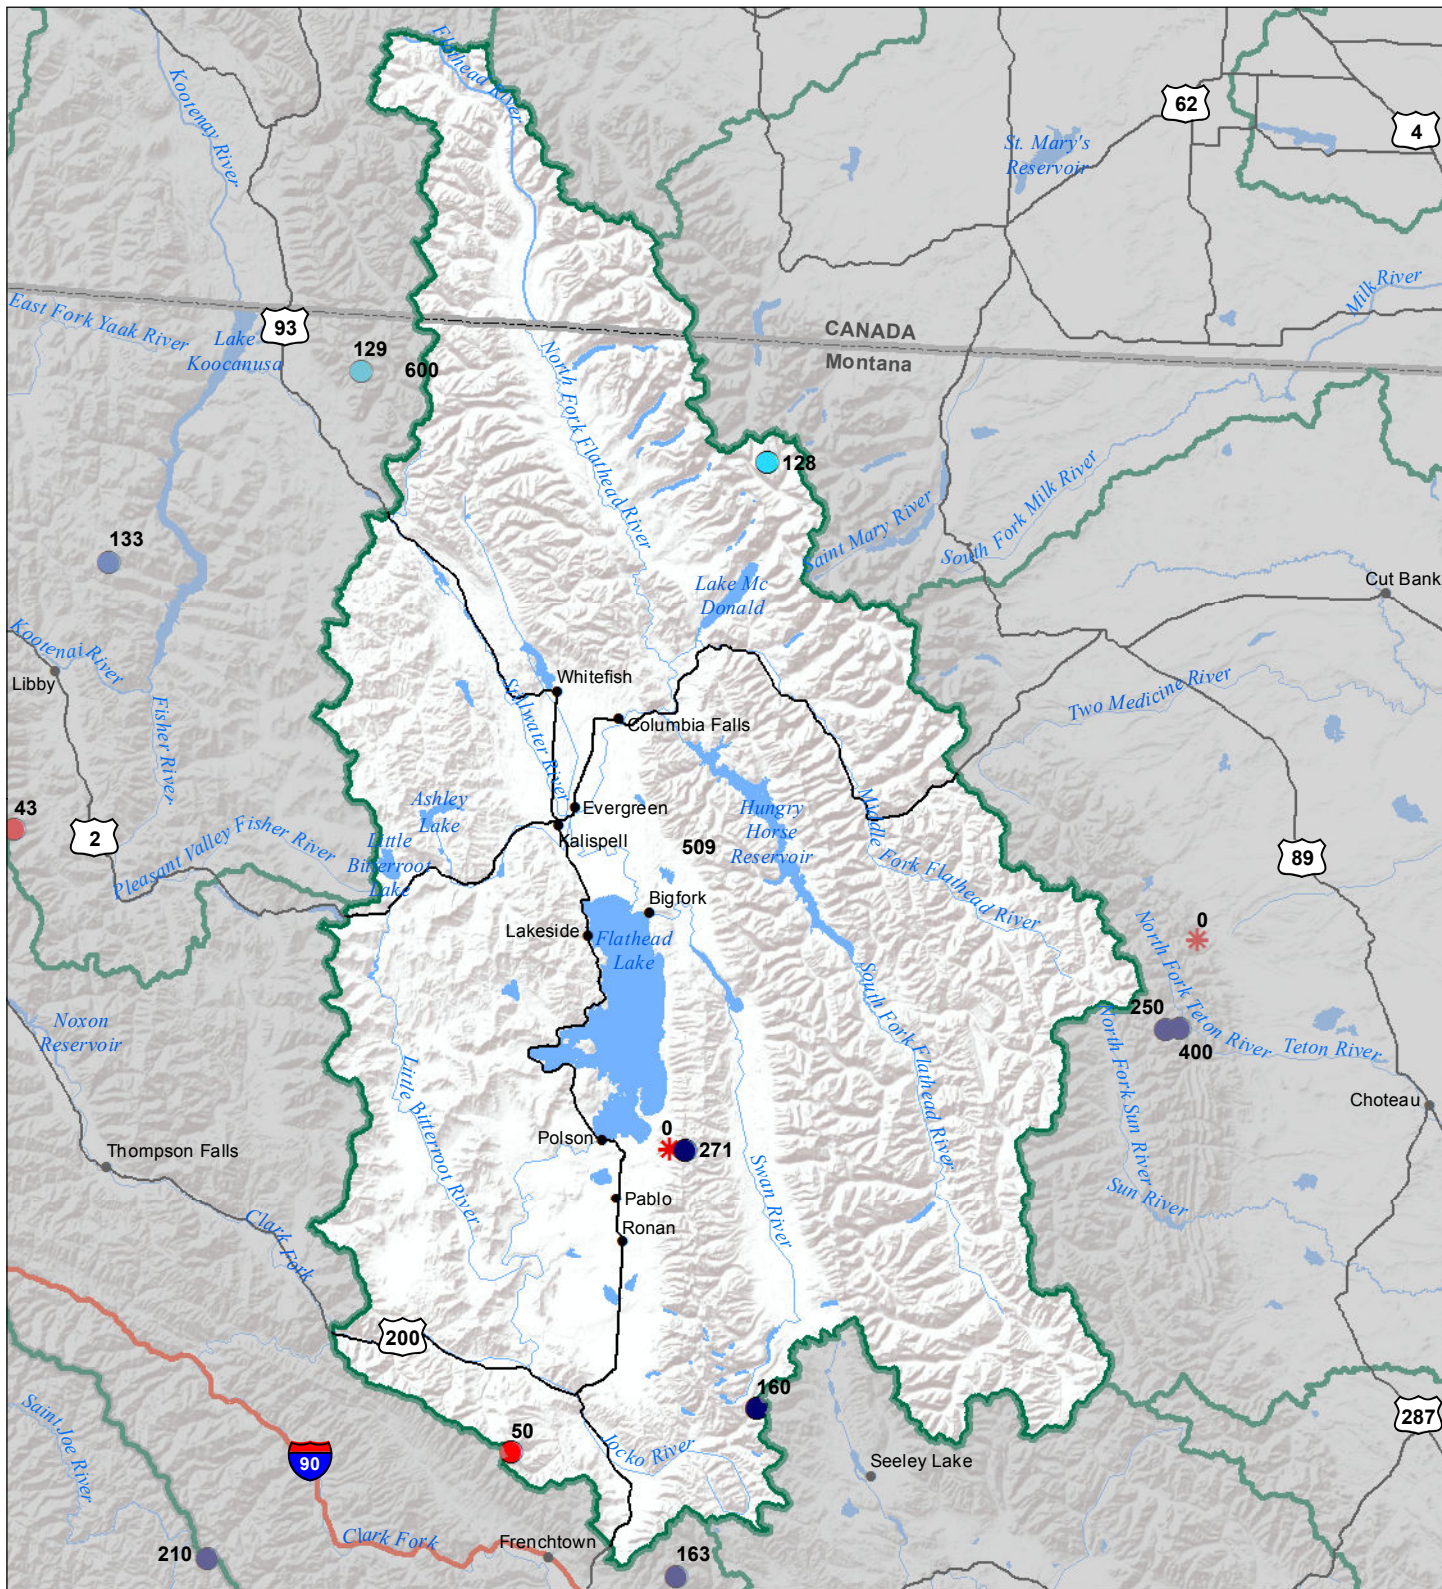 Flathead River
Kootenay River
62
4
St. Mary's
Reservoir
Milk River
East Fork Yaak River
93
Lake
Koocanusa
CANADA
Montana
129
600
North Fork Flathead River
128
South Fork Milk River
Saint Mary River
133
Lake Mc
Donald
Cut Bank
Kootenai River
Libby
Whitefish
Two Medicine River
Stillwater River
Columbia Falls
Fisher River
43
2
Ashley
Lake
Evergreen
Kalispell
Hungry
Horse
Reservoir
Middle Fork Flathead River
509
89
Pleasant Valley Fisher River
Little
Bitterroot
Lake
Bigfork
Lakeside
Flathead
Lake
0
North Fork Teton River
250
400
Teton River
South Fork Flathead River
North Fork Sun River
Noxon
Reservoir
Little Bitterroot River
Choteau
Polson
0
271
Thompson Falls
Swan River
Sun River
Pablo
Ronan
Clark Fork
200
160
287
50
Jocko River
Saint Joe River
90
Seeley Lake
Clark Fork
Frenchtown
210
163